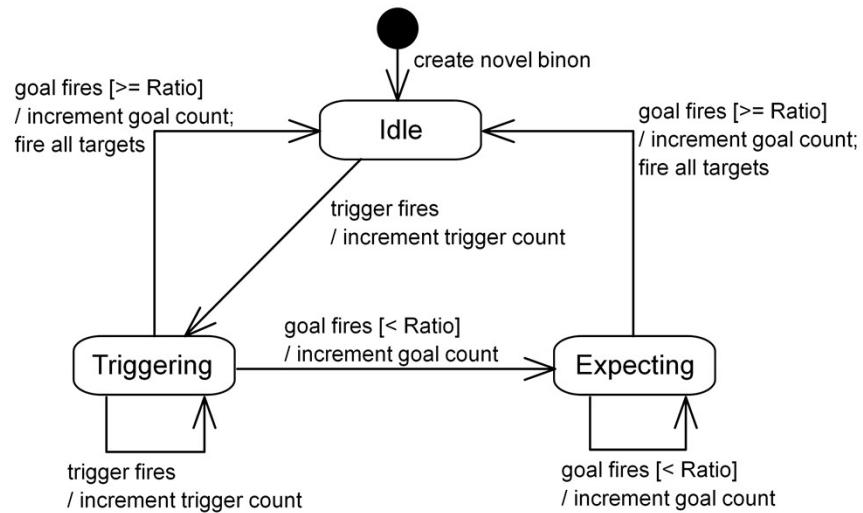 create novel binon
goal fires [>= Ratio]
/ increment goal count;
fire all targets
Idle
goal fires [>= Ratio]
/ increment goal count;
fire all targets
trigger fires
/ increment trigger count
Triggering
goal fires [< Ratio]
/ increment goal count
Expecting
trigger fires
/ increment trigger count
goal fires [< Ratio]
/ increment goal count